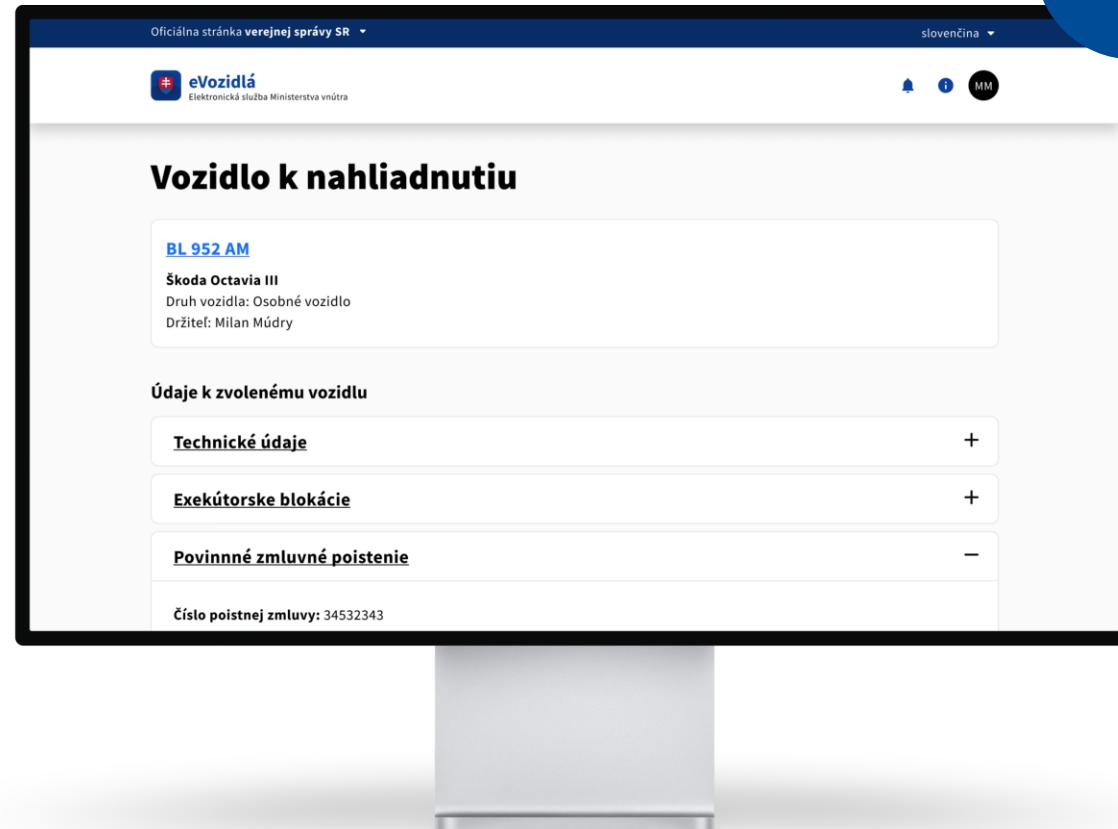 Oficiálna stránka verejnej správy SR
slovenčina
eVozidlá
Elektronická služba Ministerstva vnútra
MM
Vozidlo k nahliadnutiu
BL 952 AM
Škoda Octavia III
Druh vozidla: Osobné vozidlo
Držiteľ: Milan Múdry
Údaje k zvolenému vozidlu
Technické údaje
Exekútorske blokácie
Povinnné zmluvné poistenie
Číslo poistnej zmluvy: 34532343